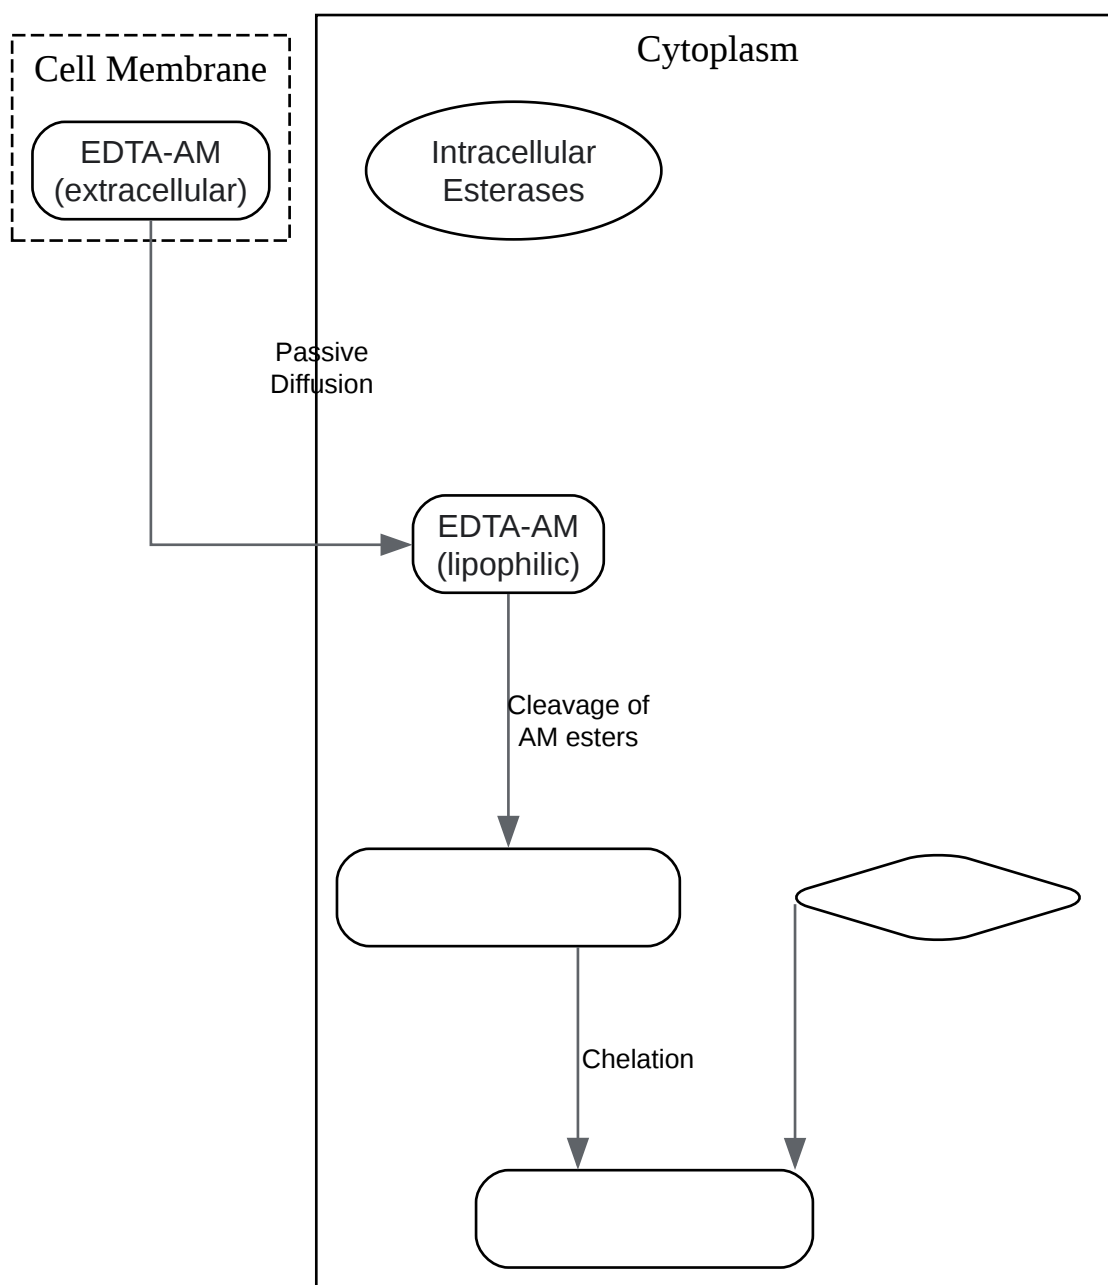 Cell Membrane
EDTA-AM
(extracellular)
Cytoplasm
Intracellular
Esterases
Passive
Diffusion
EDTA-AM
(lipophilic)
Cleavage of
AM esters
Chelation